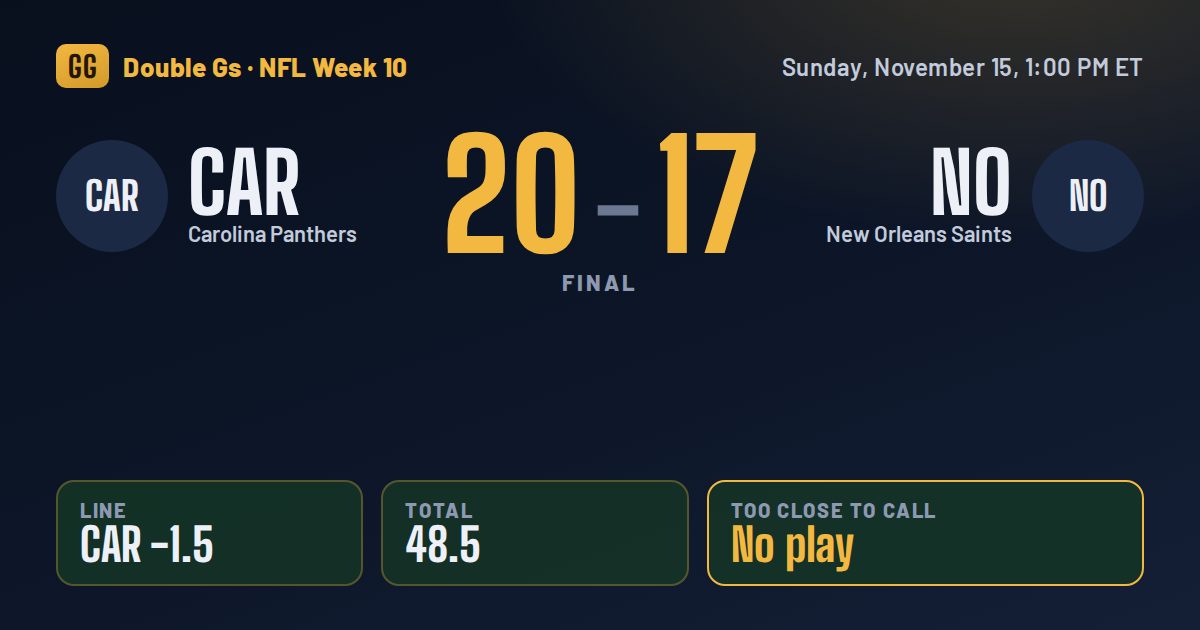 GG Double Gs · NFL Week 10
Sunday, November 15, 1:00 PM ET
CAR
CAR
Carolina Panthers
20 – 17
FINAL
NO
New Orleans Saints
NO
LINE
CAR −1.5
TOTAL
48.5
TOO CLOSE TO CALL
No play